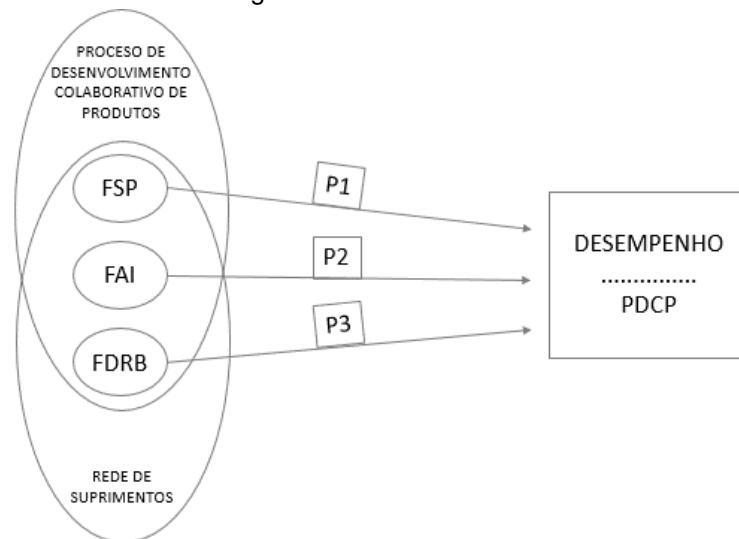 PROCESO DE
DESENVOLVIMENTO
COLABORATIVO DE
PRODUTOS
FSP
FAI
FDRB
REDE DE
SUPRIMENTOS
P1
P2
P3
DESEMPENHO
...............
PDCP